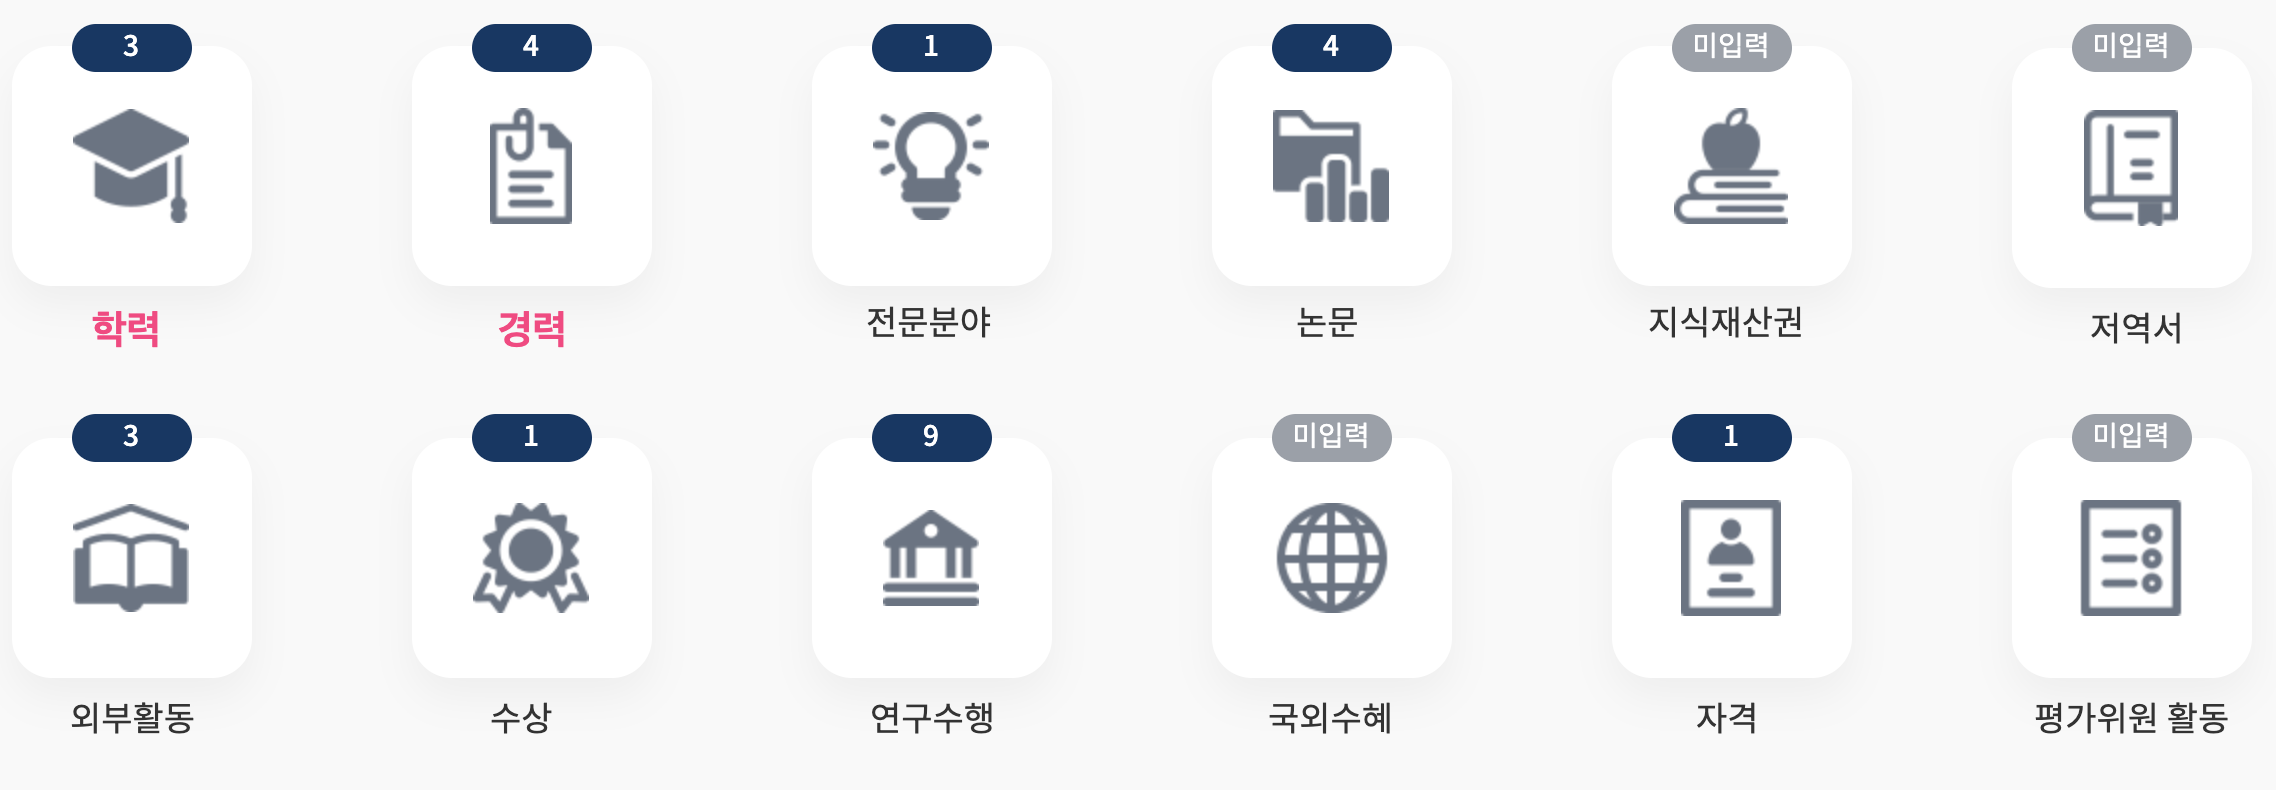 3 4 1 4 미입력 미입력
학력 경력 전문분야 논문 지식재산권 저역서
3 1 9 미입력 1 미입력
외부활동 수상 연구수행 국외수혜 자격 평가위원 활동